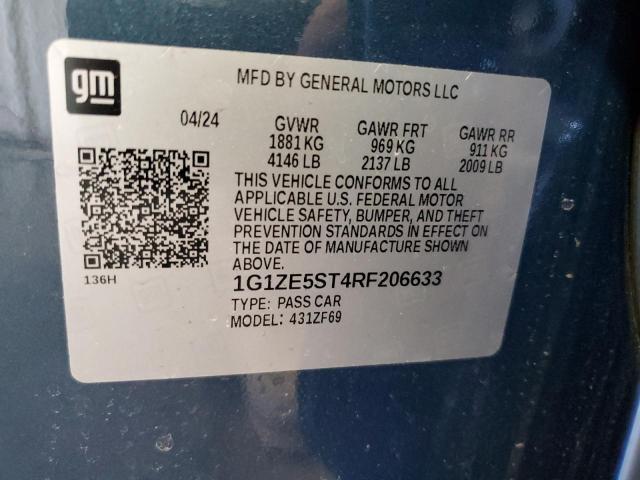 gm
MFD BY GENERAL MOTORS LLC
04/24 GVWR GAWR FRT GAWR RR
1881 KG 969 KG 911 KG
4146 LB 2137 LB 2009 LB
THIS VEHICLE CONFORMS TO ALL
APPLICABLE U.S. FEDERAL MOTOR
VEHICLE SAFETY, BUMPER, AND THEFT
PREVENTION STANDARDS IN EFFECT ON
THE DATE OF MANUFACTURE SHOWN
ABOVE.
136H
1G1ZE5ST4RF206633
TYPE: PASS CAR
MODEL: 431ZF69